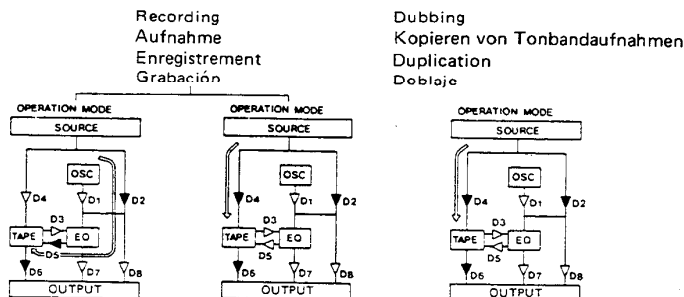 Recording
Aufnahme
Enregistrement
Grabación
Dubbing
Kopieren von Tonbandaufnahmen
Duplication
Doblaje
OPERATION MODE
SOURCE
OSC
D4
D1
D2
D3
TAPE
EQ
D5
D6
D7
D8
OUTPUT
OPERATION MODE
SOURCE
OSC
D4
D1
D2
D3
TAPE
EQ
D5
D6
D7
D8
OUTPUT
OPERATION MODE
SOURCE
OSC
D4
D1
D2
D3
TAPE
EQ
D5
D6
D7
D8
OUTPUT